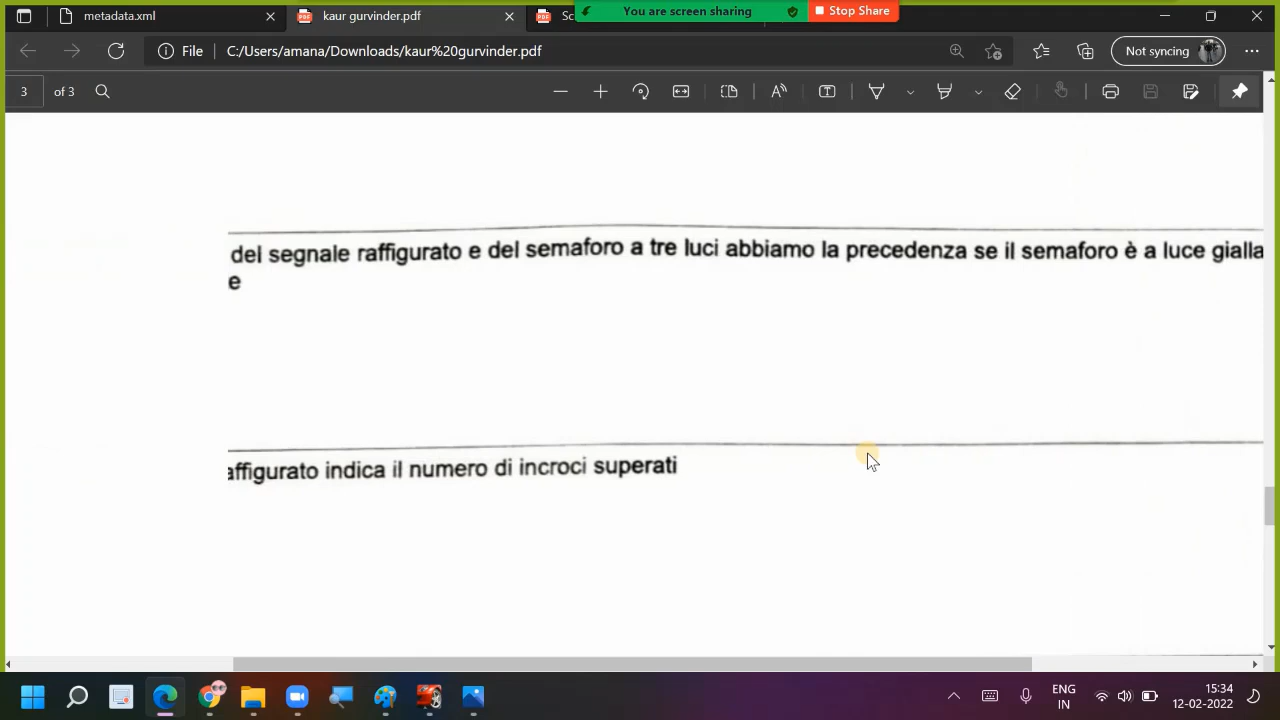 metadata.xml
kaur gurvinder.pdf
Sc
You are screen sharing
Stop Share
File
C:/Users/amana/Downloads/kaur%20gurvinder.pdf
Not syncing
3 of 3
del segnale raffigurato e del semaforo a tre luci abbiamo la precedenza se il semaforo è a luce gialla
e
affigurato indica il numero di incroci superati
ENG
IN
15:34
12-02-2022